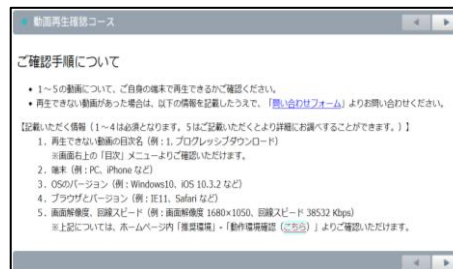 動画再生確認コース
ご確認手順について
• 1～5の動画について、ご自身の端末で再生できるかご確認ください。
• 再生できない動画があった場合は、以下の情報を記載したうえで、「問い合わせフォーム」よりお問い合わせください。
【記載いただく情報（1～4は必須となります。5はご記載いただくとより詳細にお調べすることができます。）】
1. 再生できない動画の目次名（例：1. プログレッシブダウンロード）
※画面右上の「目次」メニューよりご確認いただけます。
2. 端末（例：PC、iPhone など）
3. OSのバージョン（例：Windows10、iOS 10.3.2 など）
4. ブラウザとバージョン（例：IE11、Safari など）
5. 画面解像度、回線スピード（例：画面解像度 1680×1050、回線スピード 38532 Kbps）
※上記については、ホームページ内「推奨環境」-「動作環境確認（こちら）」よりご確認いただけます。